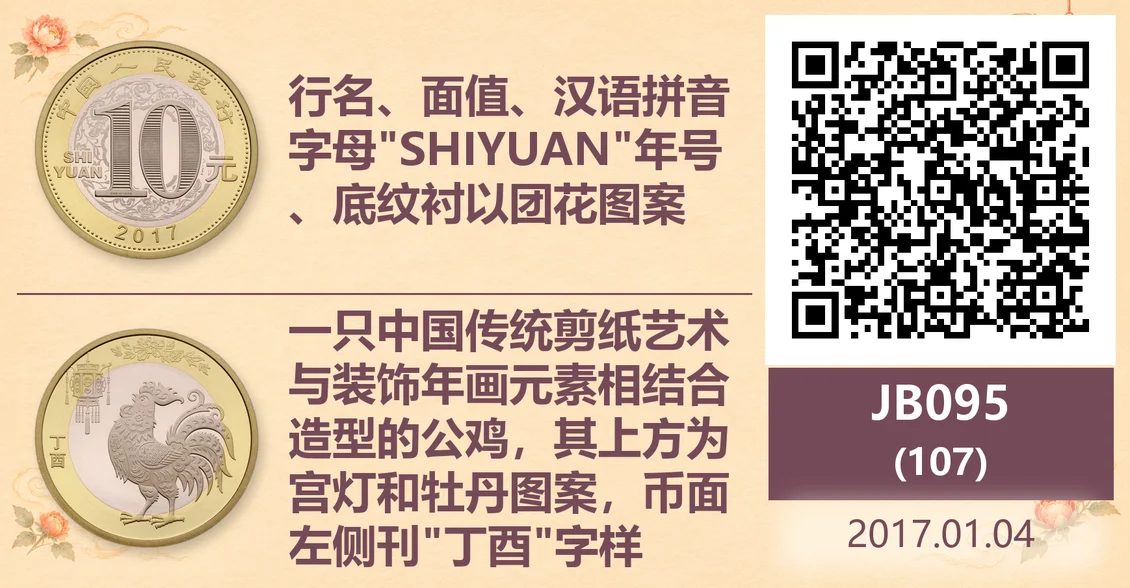 中国人民银行
10元
SHI
YUAN
2017
行名、面值、汉语拼音
字母"SHIYUAN"年号
、底纹衬以团花图案
丁酉
一只中国传统剪纸艺术
与装饰年画元素相结合
造型的公鸡，其上方为
宫灯和牡丹图案，币面
左侧刊"丁酉"字样
JB095
(107)
2017.01.04